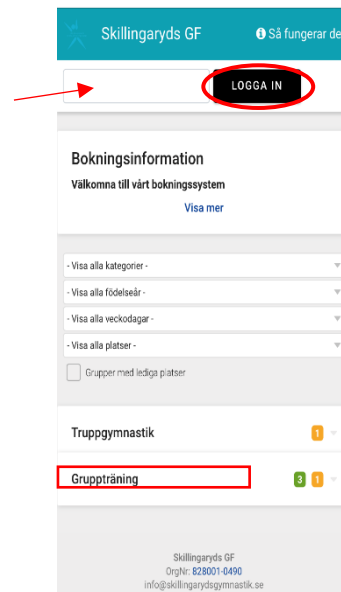 Skillingaryds GF
Så fungerar de
LOGGA IN
Bokningsinformation
Välkomna till vårt bokningssystem
Visa mer
- Visa alla kategorier -
- Visa alla födelseår -
- Visa alla veckodagar -
- Visa alla platser -
Grupper med lediga platser
Truppgymnastik 1
Gruppträning 3 1
Skillingaryds GF
OrgNr: 828001-0490
info@skillingarydsgymnastik.se